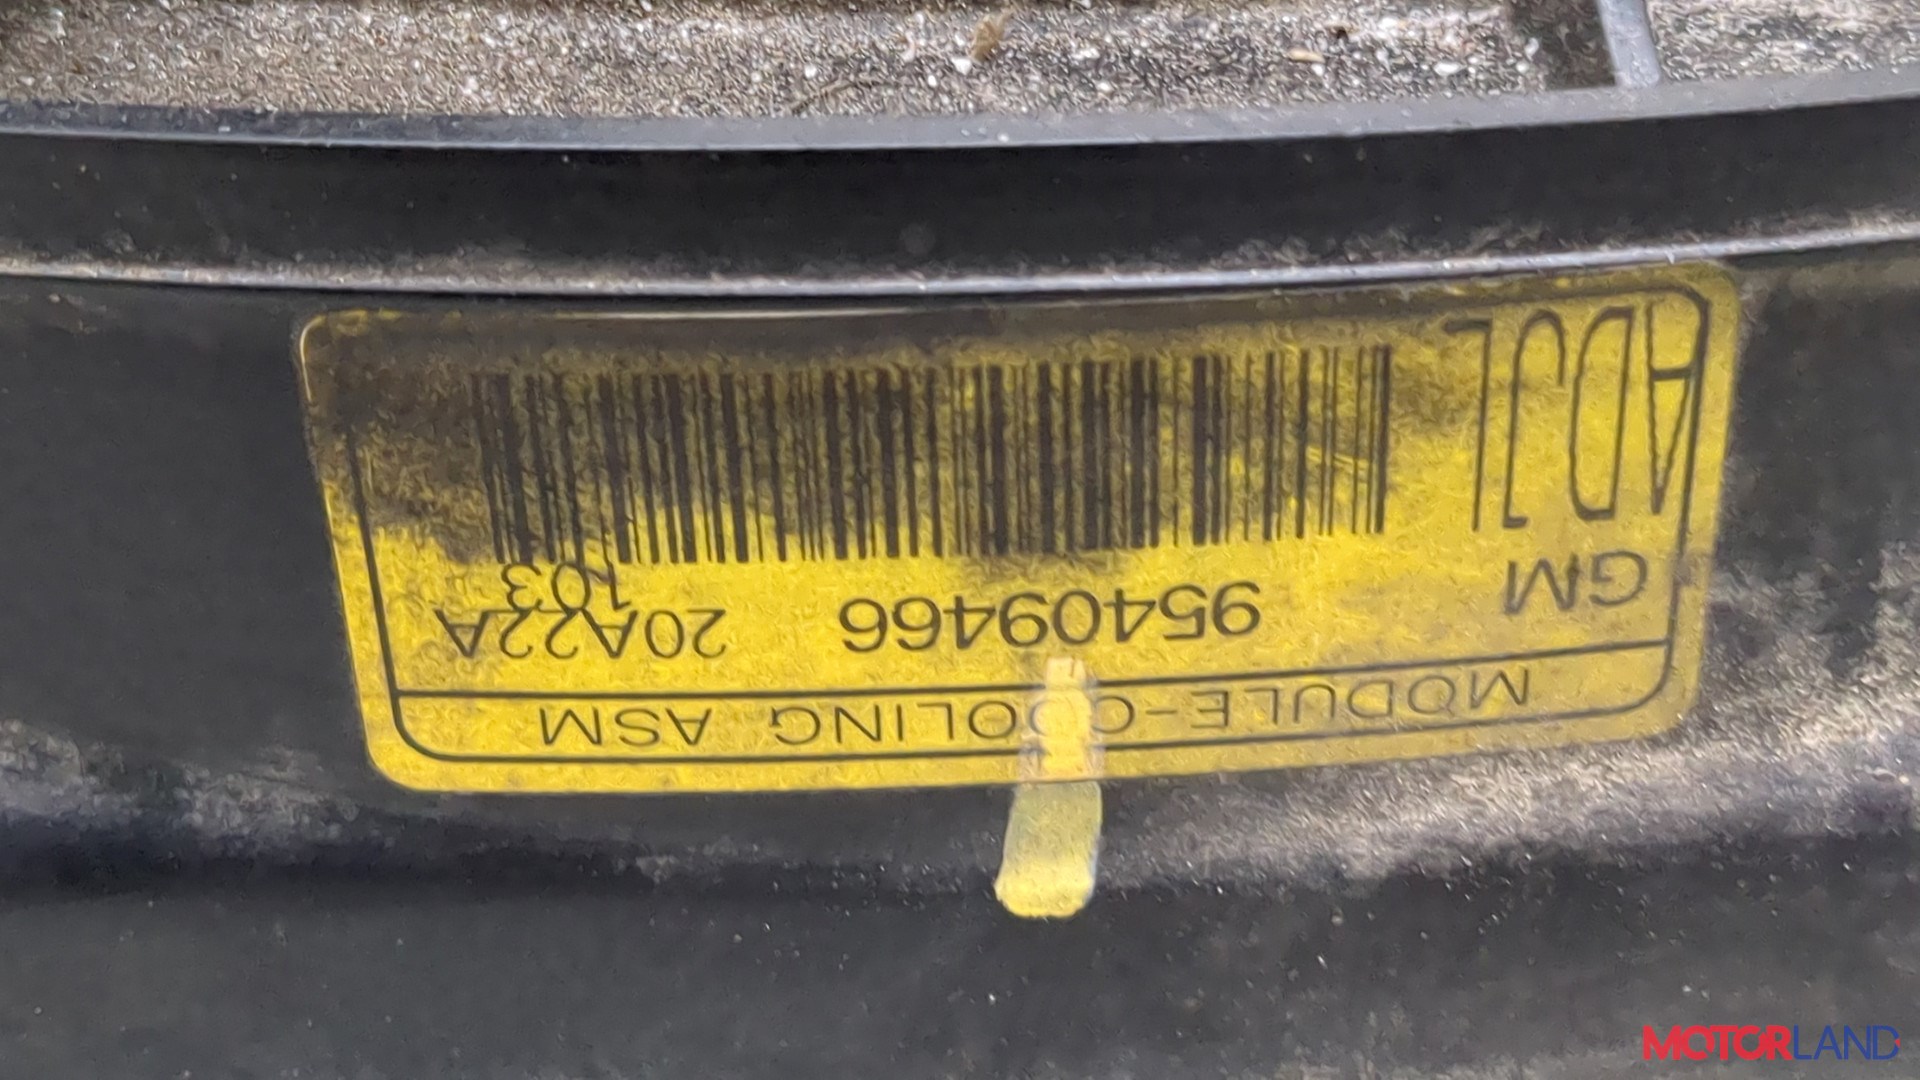 MODULE-COOLING ASM
GM 95409466 20A22A
103
ADJL
MOTORLAND